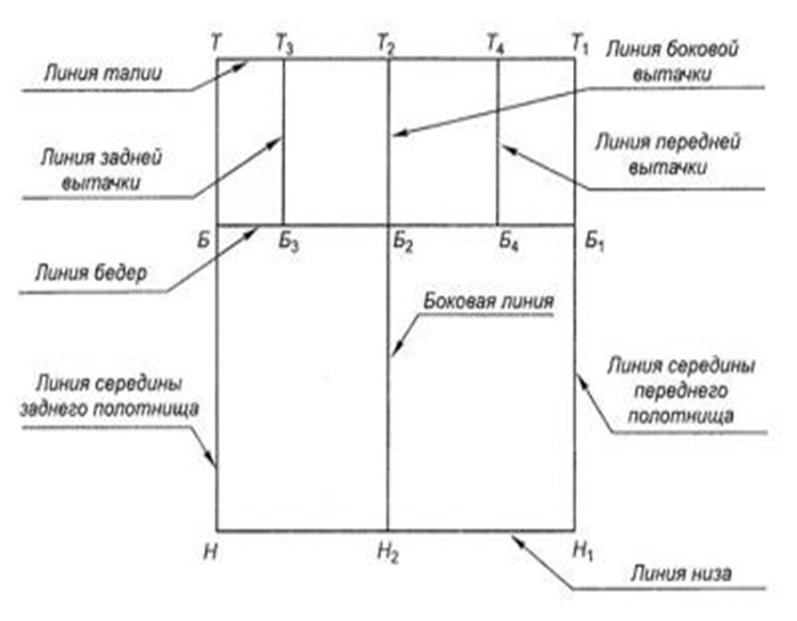 Т Т3 Т2 Т4 Т1
Линия талии
Линия боковой
вытачки
Линия задней
вытачки
Линия передней
вытачки
Б Б3 Б2 Б4 Б1
Линия бедер
Боковая линия
Линия середины
заднего полотнища
Линия середины
переднего
полотнища
Н Н2 Н1
Линия низа